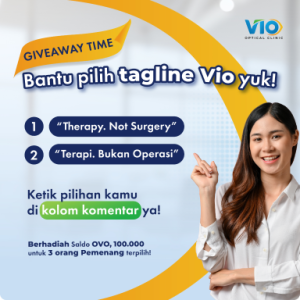 VIO
OPTICAL CLINIC
GIVEAWAY TIME
Bantu pilih tagline Vio yuk!
1 "Therapy. Not Surgery"
2 "Terapi. Bukan Operasi"
Ketik pilihan kamu
di kolom komentar ya!
Berhadiah Saldo OVO, 100.000
untuk 3 orang Pemenang terpilih!